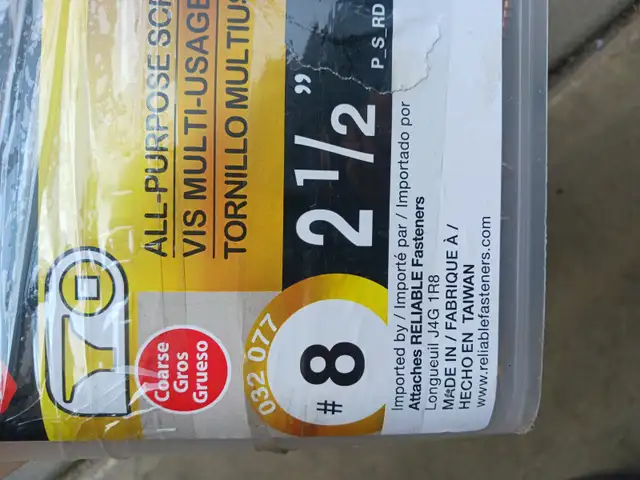 ALL-PURPOSE
VIS MULTI-USAGE
TORNILLO
2 1/2"
P_S_RD
Coarse
Gros
Grueso
032 077
# 8
Imported by / Importé par / Importado por
Attaches RELIABLE Fasteners
Longueuil J4G 1R8
MADE IN / FABRIQUE À /
HECHO EN TAIWAN
www.reliablefasteners.com